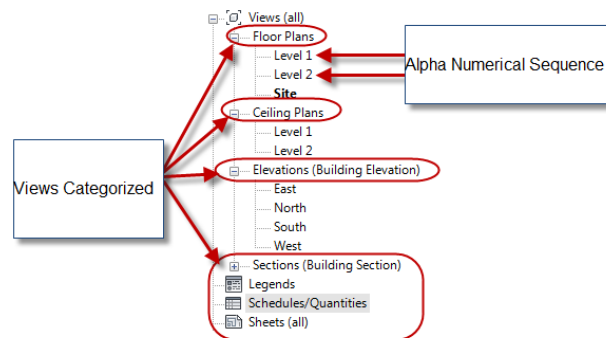 Views (all)
Floor Plans
Level 1
Level 2
Site
Ceiling Plans
Level 1
Level 2
Elevations (Building Elevation)
East
North
South
West
Sections (Building Section)
Legends
Schedules/Quantities
Sheets (all)
Alpha Numerical Sequence
Views Categorized